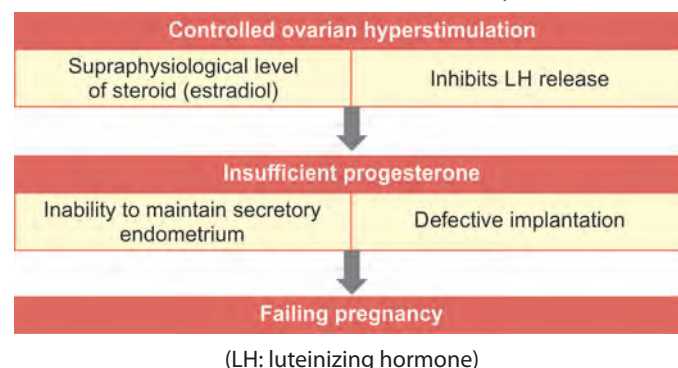 Controlled ovarian hyperstimulation
Supraphysiological level
of steroid (estradiol)
Inhibits LH release
Insufficient progesterone
Inability to maintain secretory
endometrium
Defective implantation
Failing pregnancy
(LH: luteinizing hormone)